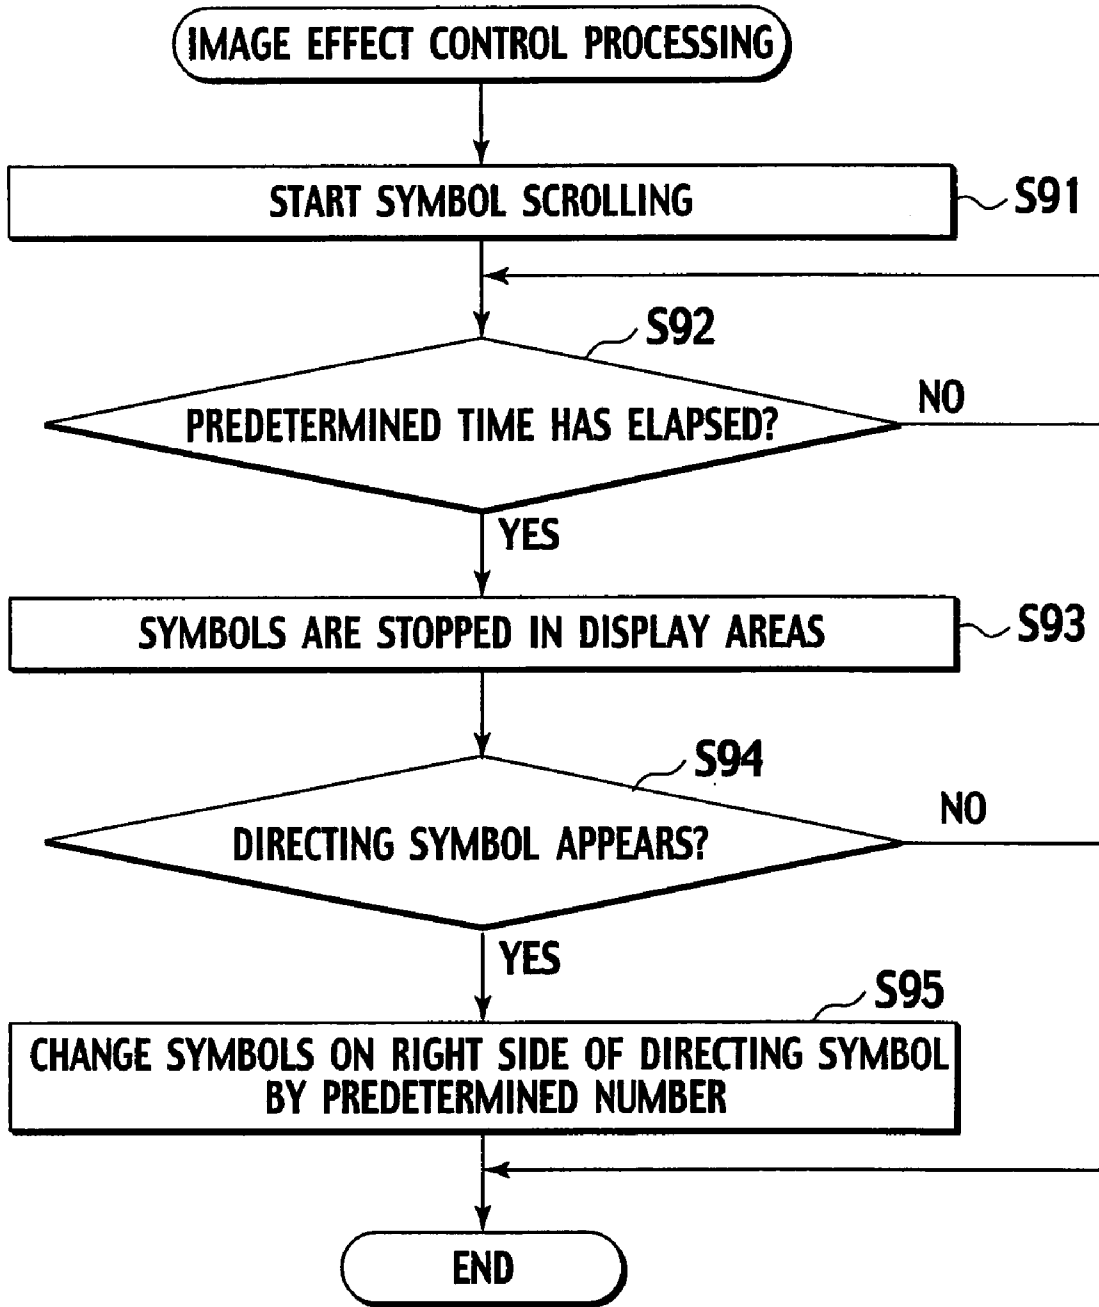 IMAGE EFFECT CONTROL PROCESSING
START SYMBOL SCROLLING
S91
S92
PREDETERMINED TIME HAS ELAPSED?
NO
YES
SYMBOLS ARE STOPPED IN DISPLAY AREAS
S93
S94
DIRECTING SYMBOL APPEARS?
NO
YES
S95
CHANGE SYMBOLS ON RIGHT SIDE OF DIRECTING SYMBOL
BY PREDETERMINED NUMBER
END